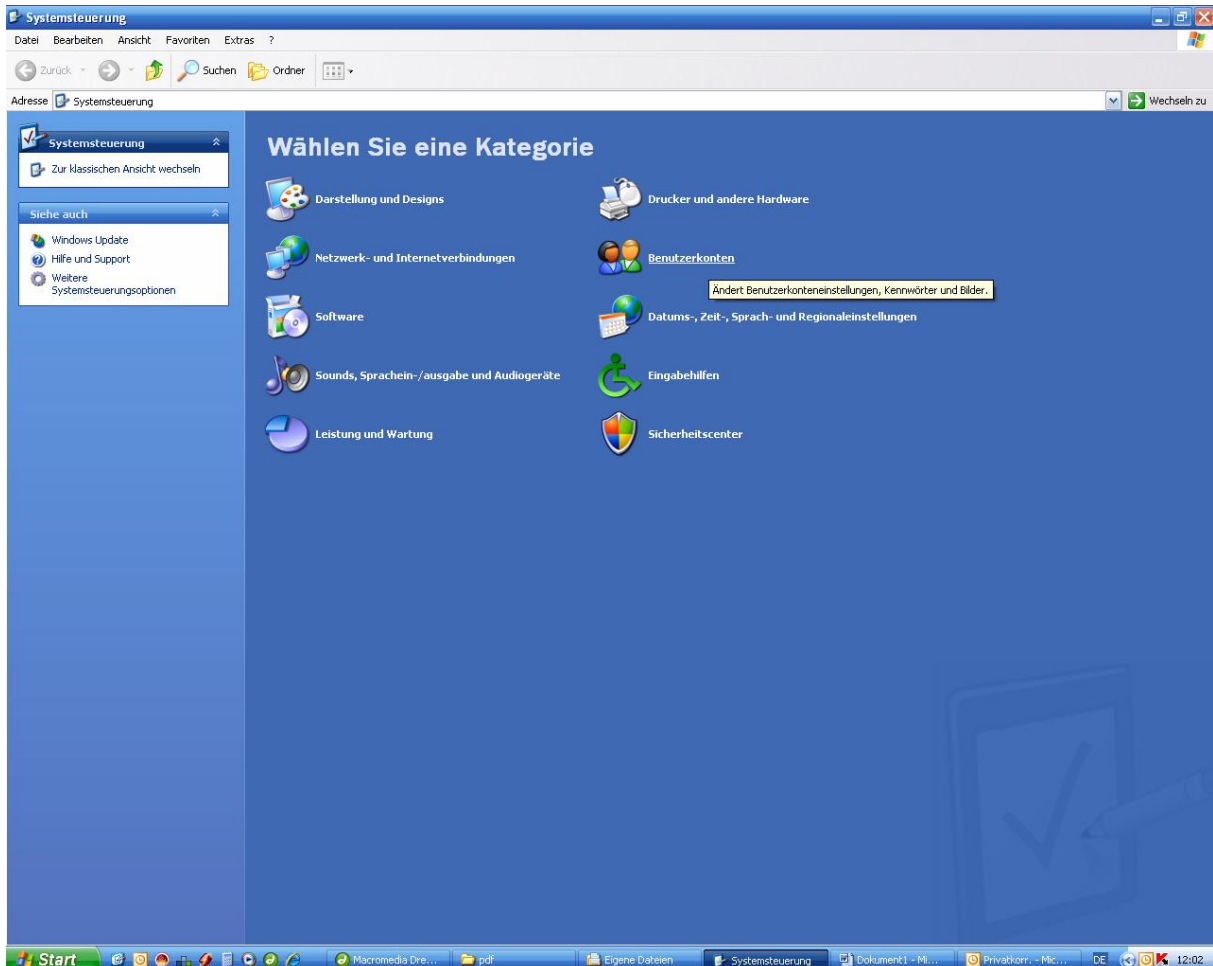 Systemsteuerung
Datei Bearbeiten Ansicht Favoriten Extras ?
Zurück Suchen Ordner
Adresse Systemsteuerung Wechseln zu
Systemsteuerung
Zur klassischen Ansicht wechseln
Siehe auch
Windows Update
Hilfe und Support
Weitere
Systemsteuerungsoptionen
Wählen Sie eine Kategorie
Darstellung und Designs
Drucker und andere Hardware
Netzwerk- und Internetverbindungen
Benutzerkonten
Ändert Benutzerkonteneinstellungen, Kennwörter und Bilder.
Software
Datums-, Zeit-, Sprach- und Regionaleinstellungen
Sounds, Sprachein-/ausgabe und Audiogeräte
Eingabehilfen
Leistung und Wartung
Sicherheitscenter
Start Macromedia Dre... pdf Eigene Dateien Systemsteuerung Dokument1 - Mi... Privatkorr. - Mic... DE 12:02